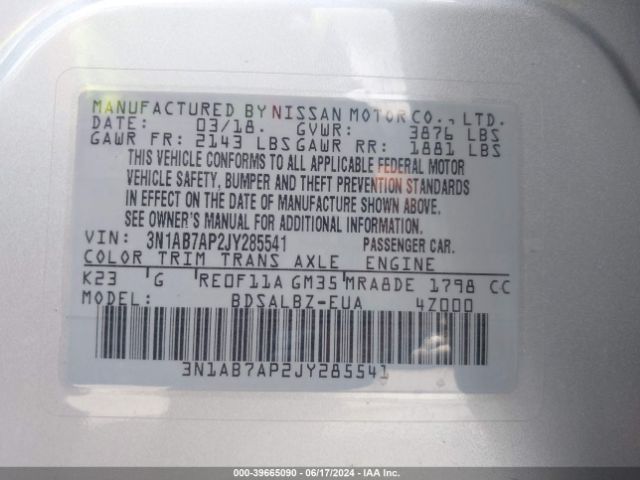 MANUFACTURED BY NISSAN MOTOR CO., LTD.
03/18. GVWR: 3876 LBS
GAWR FR: 2143 LBS GAWR RR: 1881 LBS
THIS VEHICLE CONFORMS TO ALL APPLICABLE FEDERAL MOTOR
VEHICLE SAFETY, BUMPER AND THEFT PREVENTION STANDARDS
IN EFFECT ON THE DATE OF MANUFACTURE SHOWN ABOVE.
SEE OWNER'S MANUAL FOR ADDITIONAL INFORMATION.
VIN: 3N1AB7AP2JY285541 PASSENGER CAR.
COLOR TRIM TRANS AXLE ENGINE
K23 G RE0F11A GM35 MRA8DE 1798 CC
MODEL: BDSALBZ-EUA 4Z000
3N1AB7AP2JY285541
000-39665090 - 06/17/2024 - IAA Inc.